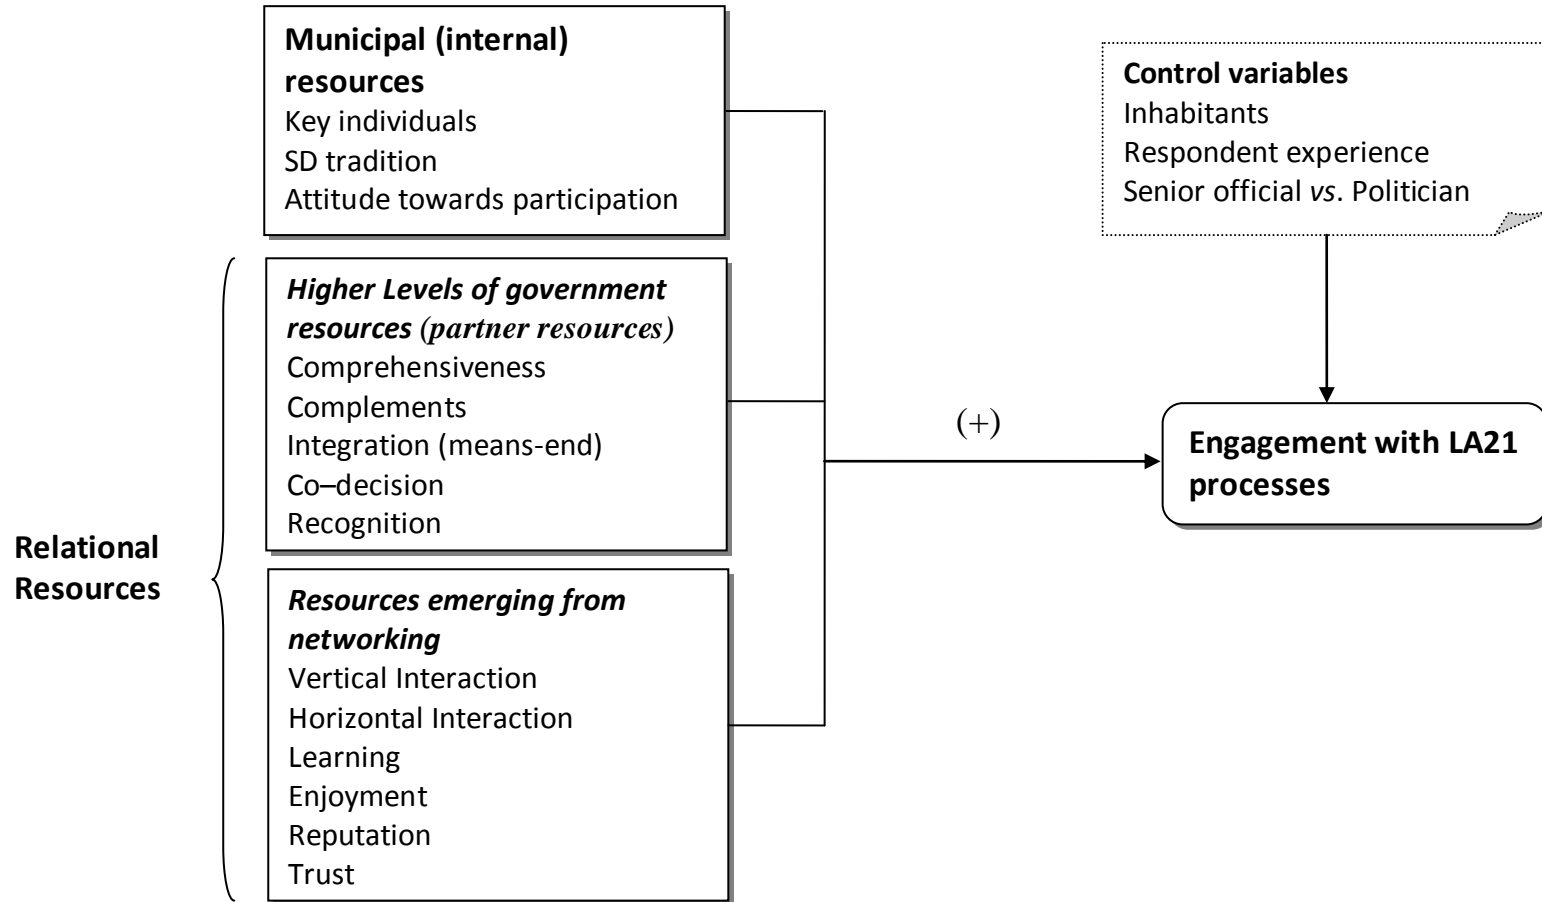 Municipal (internal)
resources
Key individuals
SD tradition
Attitude towards participation
Control variables
Inhabitants
Respondent experience
Senior official vs. Politician
Relational
Resources
Higher Levels of government
resources (partner resources)
Comprehensiveness
Complements
Integration (means-end)
Co–decision
Recognition
(+)
Engagement with LA21
processes
Resources emerging from
networking
Vertical Interaction
Horizontal Interaction
Learning
Enjoyment
Reputation
Trust